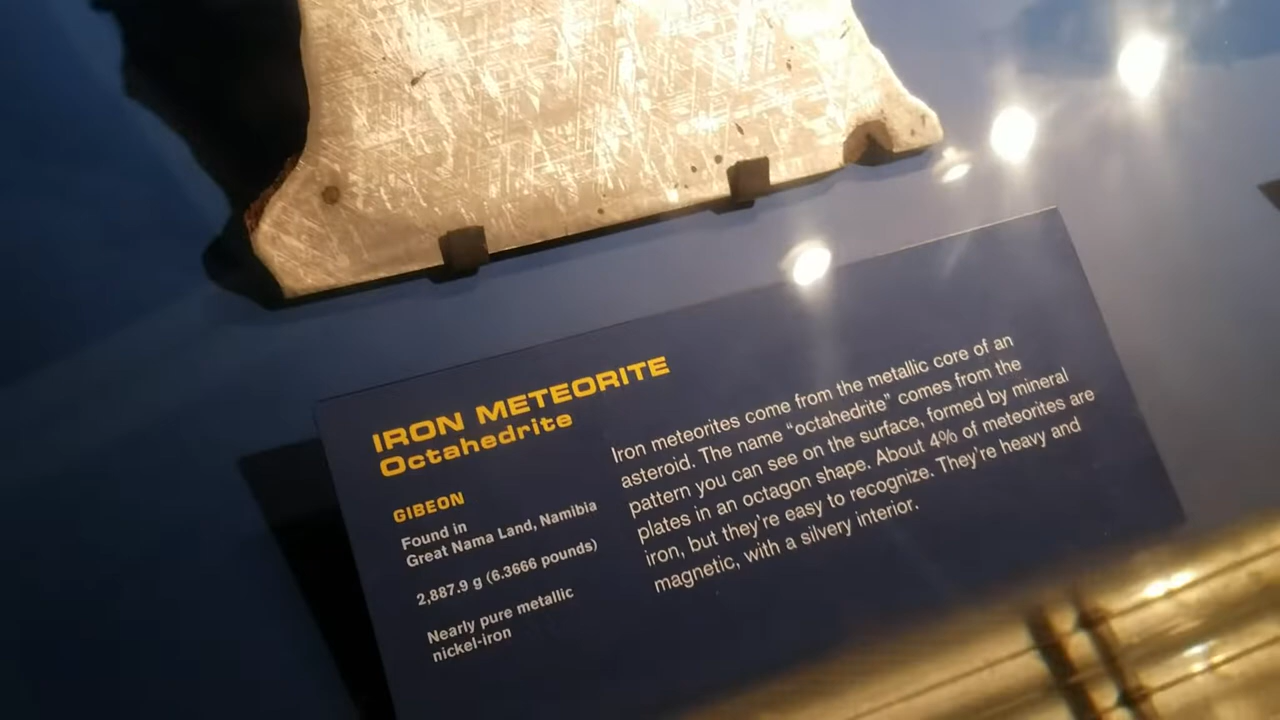 IRON METEORITE
Octahedrite
GIBEON
Found in
Great Nama Land, Namibia
2,887.9 g (6.3666 pounds)
Nearly pure metallic
nickel-iron
Iron meteorites come from the metallic core of an
asteroid. The name “octahedrite” comes from the
pattern you can see on the surface, formed by mineral
plates in an octagon shape. About 4% of meteorites are
iron, but they’re easy to recognize. They’re heavy and
magnetic, with a silvery interior.